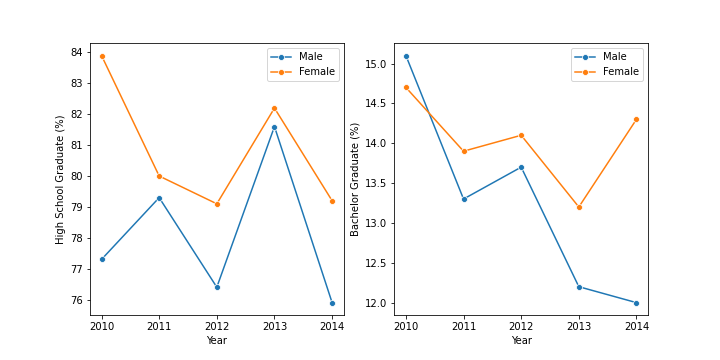 84
83
82
81
80
79
78
77
76
High School Graduate (%)
2010 2011 2012 2013 2014
Year
Male
Female
15.0
14.5
14.0
13.5
13.0
12.5
12.0
Bachelor Graduate (%)
2010 2011 2012 2013 2014
Year
Male
Female